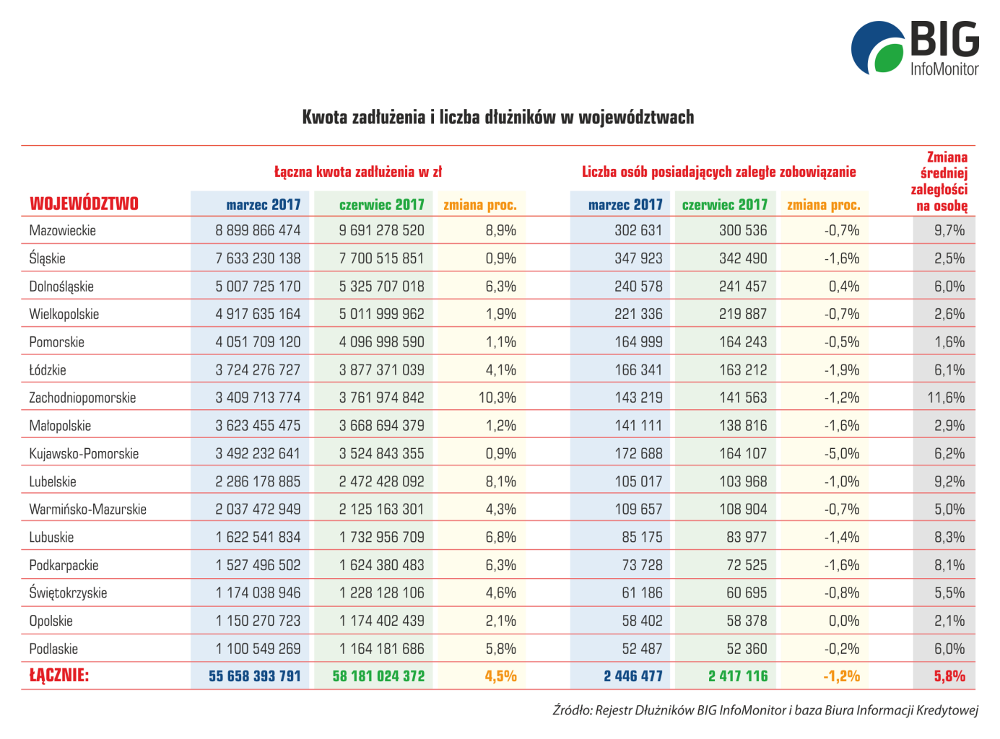 BIG
InfoMonitor
Kwota zadłużenia i liczba dłużników w województwach
Łączna kwota zadłużenia w zł Liczba osób posiadających zaległe zobowiązanie Zmiana średniej zaległości na osobę
WOJEWÓDZTWO marzec 2017 czerwiec 2017 zmiana proc. marzec 2017 czerwiec 2017 zmiana proc.
Mazowieckie 8 899 866 474 9 691 278 520 8,9% 302 631 300 536 -0,7% 9,7%
Śląskie 7 633 230 138 7 700 515 851 0,9% 347 923 342 490 -1,6% 2,5%
Dolnośląskie 5 007 725 170 5 325 707 018 6,3% 240 578 241 457 0,4% 6,0%
Wielkopolskie 4 917 635 164 5 011 999 962 1,9% 221 336 219 887 -0,7% 2,6%
Pomorskie 4 051 709 120 4 096 998 590 1,1% 164 999 164 243 -0,5% 1,6%
Łódzkie 3 724 276 727 3 877 371 039 4,1% 166 341 163 212 -1,9% 6,1%
Zachodniopomorskie 3 409 713 774 3 761 974 842 10,3% 143 219 141 563 -1,2% 11,6%
Małopolskie 3 623 455 475 3 668 694 379 1,2% 141 111 138 816 -1,6% 2,9%
Kujawsko-Pomorskie 3 492 232 641 3 524 843 355 0,9% 172 688 164 107 -5,0% 6,2%
Lubelskie 2 286 178 885 2 472 428 092 8,1% 105 017 103 968 -1,0% 9,2%
Warmińsko-Mazurskie 2 037 472 949 2 125 163 301 4,3% 109 657 108 904 -0,7% 5,0%
Lubuskie 1 622 541 834 1 732 956 709 6,8% 85 175 83 977 -1,4% 8,3%
Podkarpackie 1 527 496 502 1 624 380 483 6,3% 73 728 72 525 -1,6% 8,1%
Świętokrzyskie 1 174 038 946 1 228 128 106 4,6% 61 186 60 695 -0,8% 5,5%
Opolskie 1 150 270 723 1 174 402 439 2,1% 58 402 58 378 0,0% 2,1%
Podlaskie 1 100 549 269 1 164 181 686 5,8% 52 487 52 360 -0,2% 6,0%
ŁĄCZNIE: 55 658 393 791 58 181 024 372 4,5% 2 446 477 2 417 116 -1,2% 5,8%
Źródło: Rejestr Dłużników BIG InfoMonitor i baza Biura Informacji Kredytowej